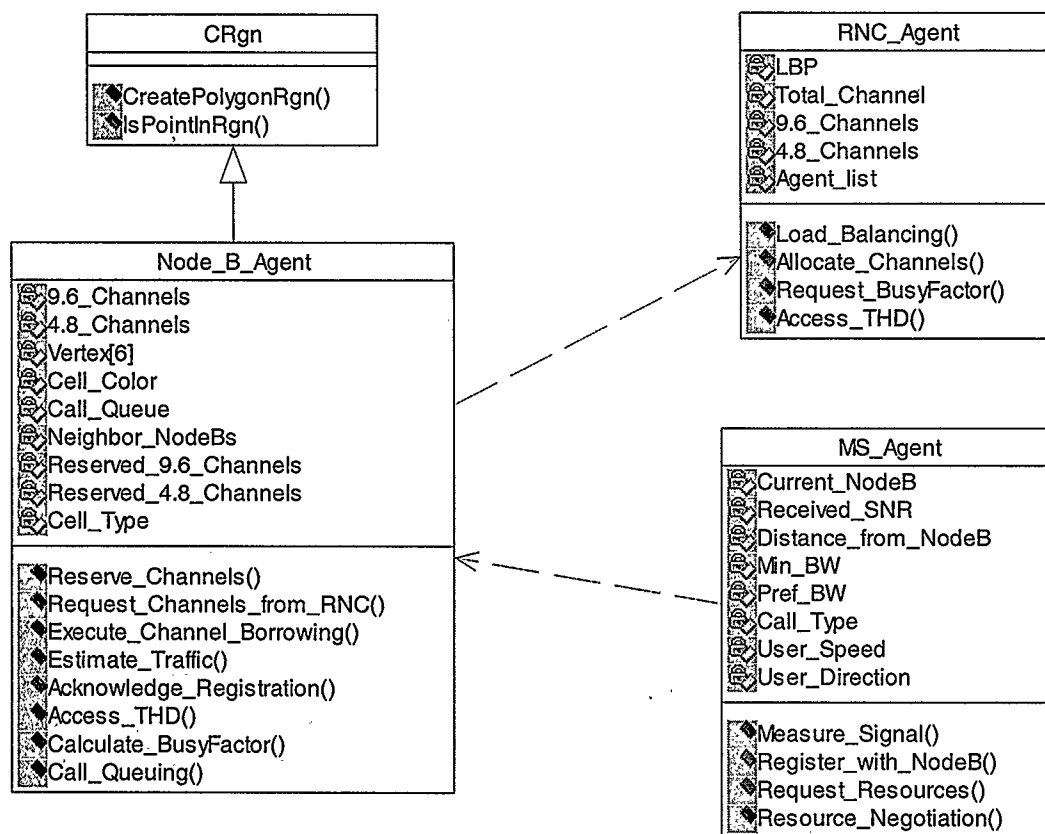 CRgn
CreatePolygonRgn()
IsPointInRgn()
RNC_Agent
LBP
Total_Channel
9.6_Channels
4.8_Channels
Agent_list
Load_Balancing()
Allocate_Channels()
Request_BusyFactor()
Access_THD()
Node_B_Agent
9.6_Channels
4.8_Channels
Vertex[6]
Cell_Color
Call_Queue
Neighbor_NodeBs
Reserved_9.6_Channels
Reserved_4.8_Channels
Cell_Type
Reserve_Channels()
Request_Channels_from_RNC()
Execute_Channel_Borrowing()
Estimate_Traffic()
Acknowledge_Registration()
Access_THD()
Calculate_BusyFactor()
Call_Queuing()
MS_Agent
Current_NodeB
Received_SNR
Distance_from_NodeB
Min_BW
Pref_BW
Call_Type
User_Speed
User_Direction
Measure_Signal()
Register_with_NodeB()
Request_Resources()
Resource_Negotiation()